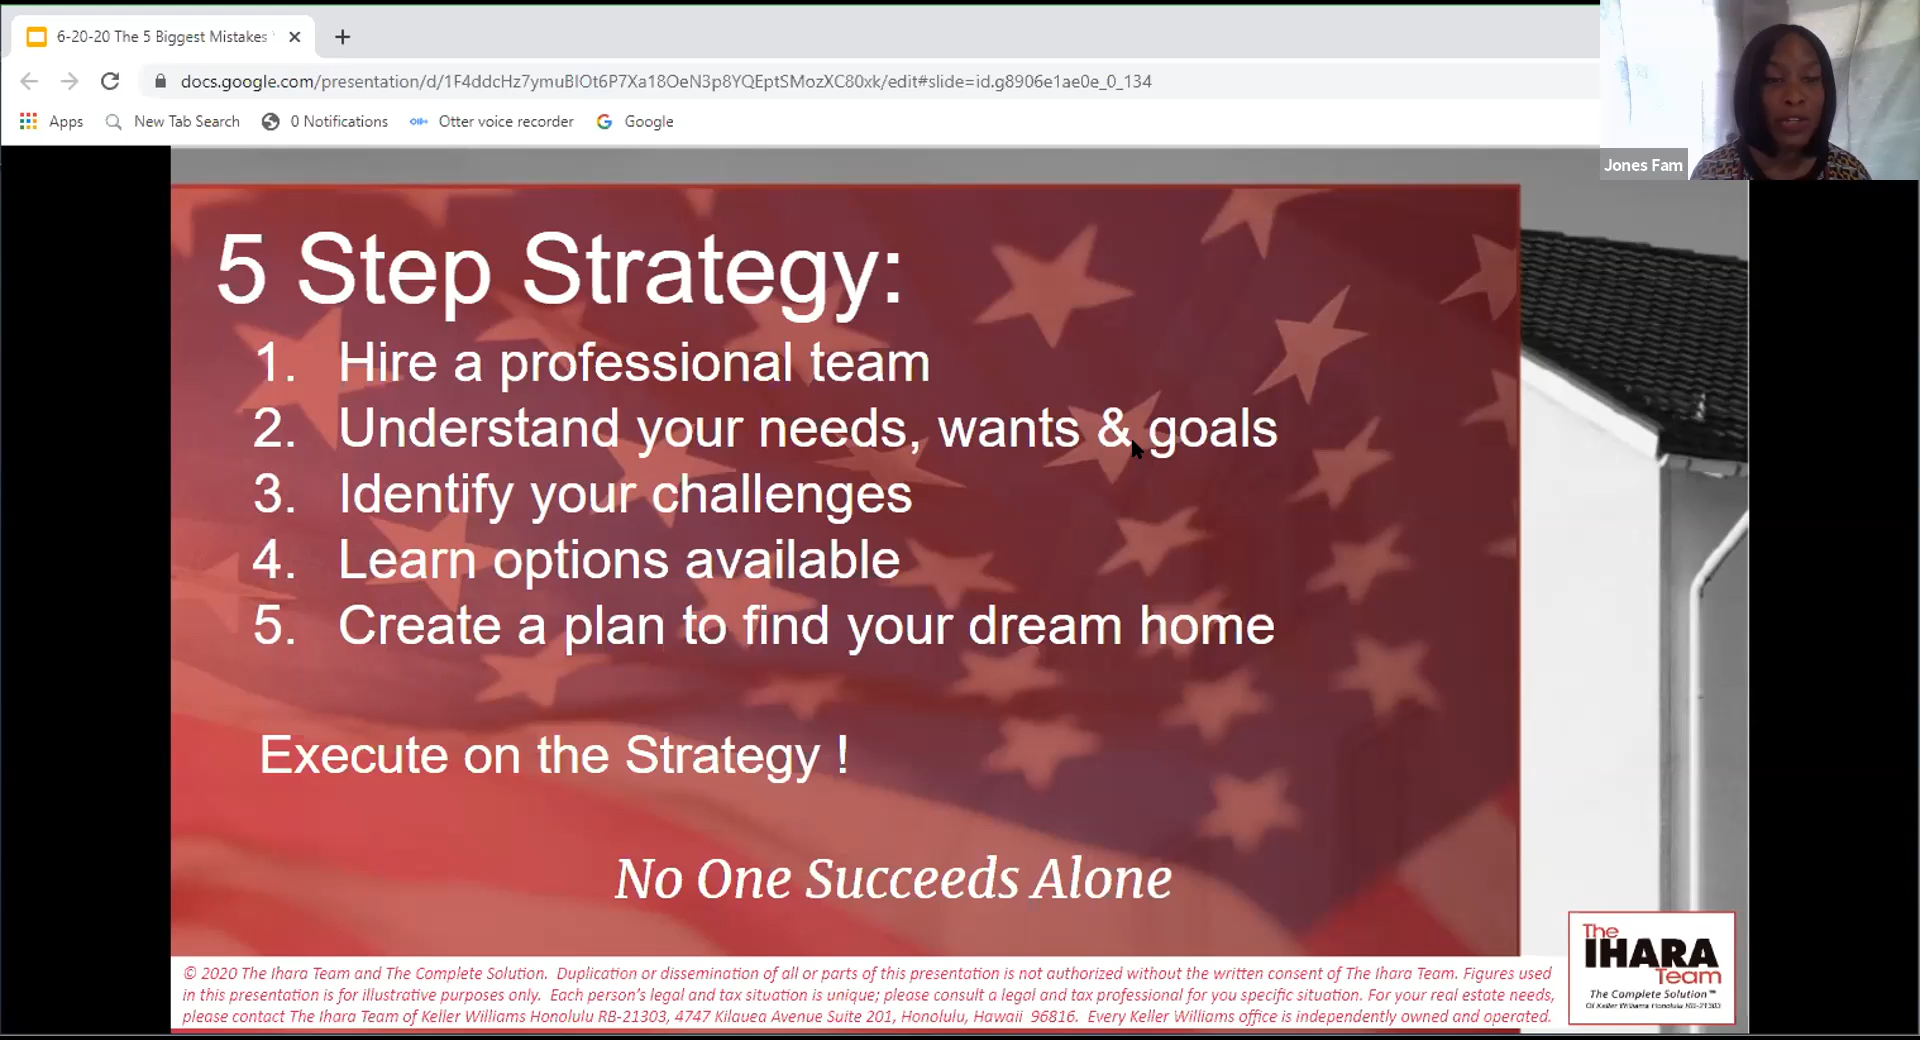 6-20-20 The 5 Biggest Mistakes
docs.google.com/presentation/d/1F4ddcHz7ymuBIOt6P7Xa18OeN3p8YQEptSMozXC80xk/edit#slide=id.g8906e1ae0e_0_134
Apps New Tab Search 0 Notifications Otter voice recorder Google
Jones Fam
5 Step Strategy:
1. Hire a professional team
2. Understand your needs, wants & goals
3. Identify your challenges
4. Learn options available
5. Create a plan to find your dream home
Execute on the Strategy !
No One Succeeds Alone
© 2020 The Ihara Team and The Complete Solution. Duplication or dissemination of all or parts of this presentation is not authorized without the written consent of The Ihara Team. Figures used
in this presentation is for illustrative purposes only. Each person's legal and tax situation is unique; please consult a legal and tax professional for you specific situation. For your real estate needs,
please contact The Ihara Team of Keller Williams Honolulu RB-21303, 4747 Kilauea Avenue Suite 201, Honolulu, Hawaii 96816. Every Keller Williams office is independently owned and operated.
The
IHARA
Team
The Complete Solution™
Of Keller Williams Honolulu RB-21303